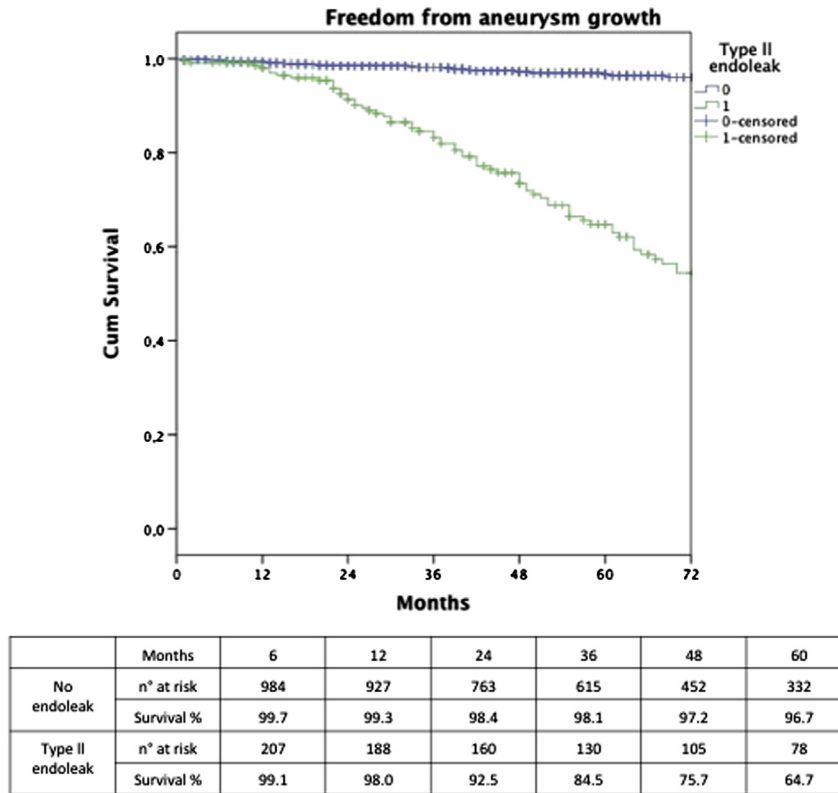 Freedom from aneurysm growth
Type II
endoleak
0
1
0-censored
1-censored
Cum Survival
1,0
0,8
0,6
0,4
0,2
0,0
0 12 24 36 48 60 72
Months
Months 6 12 24 36 48 60
No endoleak n° at risk 984 927 763 615 452 332
Survival % 99.7 99.3 98.4 98.1 97.2 96.7
Type II endoleak n° at risk 207 188 160 130 105 78
Survival % 99.1 98.0 92.5 84.5 75.7 64.7